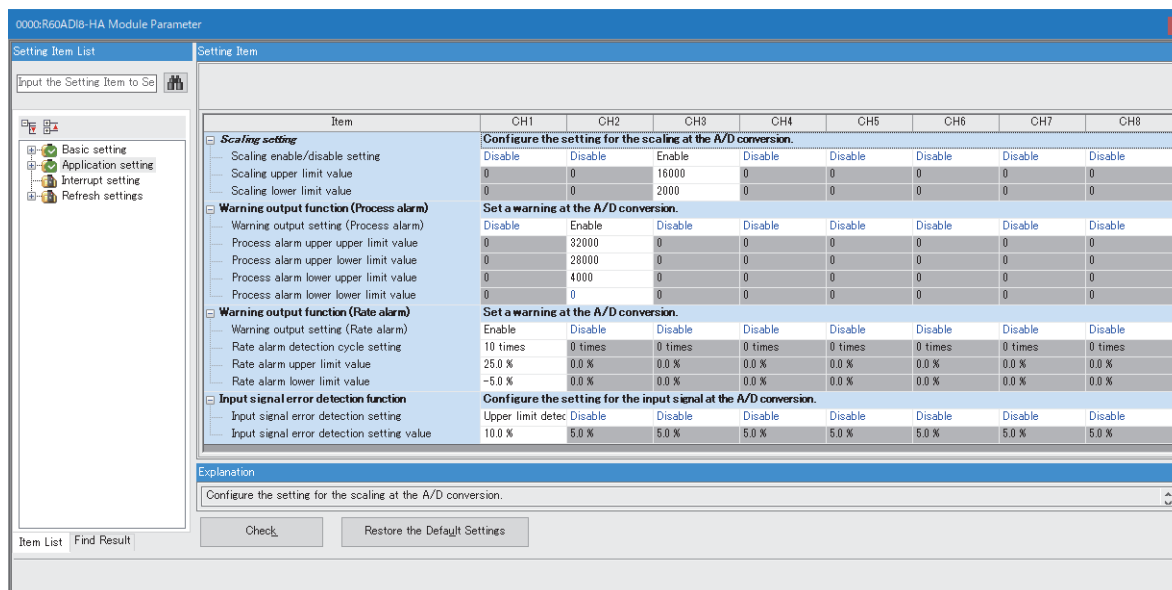 0000:R60ADI8-HA Module Parameter
Setting Item List
Input the Setting Item to Se
Basic setting
Application setting
Interrupt setting
Refresh settings
Item List Find Result
Setting Item
Item CH1 CH2 CH3 CH4 CH5 CH6 CH7 CH8
Scaling setting Configure the setting for the scaling at the A/D conversion.
Scaling enable/disable setting Disable Disable Enable Disable Disable Disable Disable Disable
Scaling upper limit value 0 0 16000 0 0 0 0 0
Scaling lower limit value 0 0 2000 0 0 0 0 0
Warning output function (Process alarm) Set a warning at the A/D conversion.
Warning output setting (Process alarm) Disable Enable Disable Disable Disable Disable Disable Disable
Process alarm upper upper limit value 0 32000 0 0 0 0 0 0
Process alarm upper lower limit value 0 28000 0 0 0 0 0 0
Process alarm lower upper limit value 0 4000 0 0 0 0 0 0
Process alarm lower lower limit value 0 0 0 0 0 0 0 0
Warning output function (Rate alarm) Set a warning at the A/D conversion.
Warning output setting (Rate alarm) Enable Disable Disable Disable Disable Disable Disable Disable
Rate alarm detection cycle setting 10 times 0 times 0 times 0 times 0 times 0 times 0 times 0 times
Rate alarm upper limit value 25.0 % 0.0 % 0.0 % 0.0 % 0.0 % 0.0 % 0.0 % 0.0 %
Rate alarm lower limit value -5.0 % 0.0 % 0.0 % 0.0 % 0.0 % 0.0 % 0.0 % 0.0 %
Input signal error detection function Configure the setting for the input signal at the A/D conversion.
Input signal error detection setting Upper limit detec Disable Disable Disable Disable Disable Disable Disable
Input signal error detection setting value 10.0 % 5.0 % 5.0 % 5.0 % 5.0 % 5.0 % 5.0 % 5.0 %
Explanation
Configure the setting for the scaling at the A/D conversion.
Check Restore the Default Settings